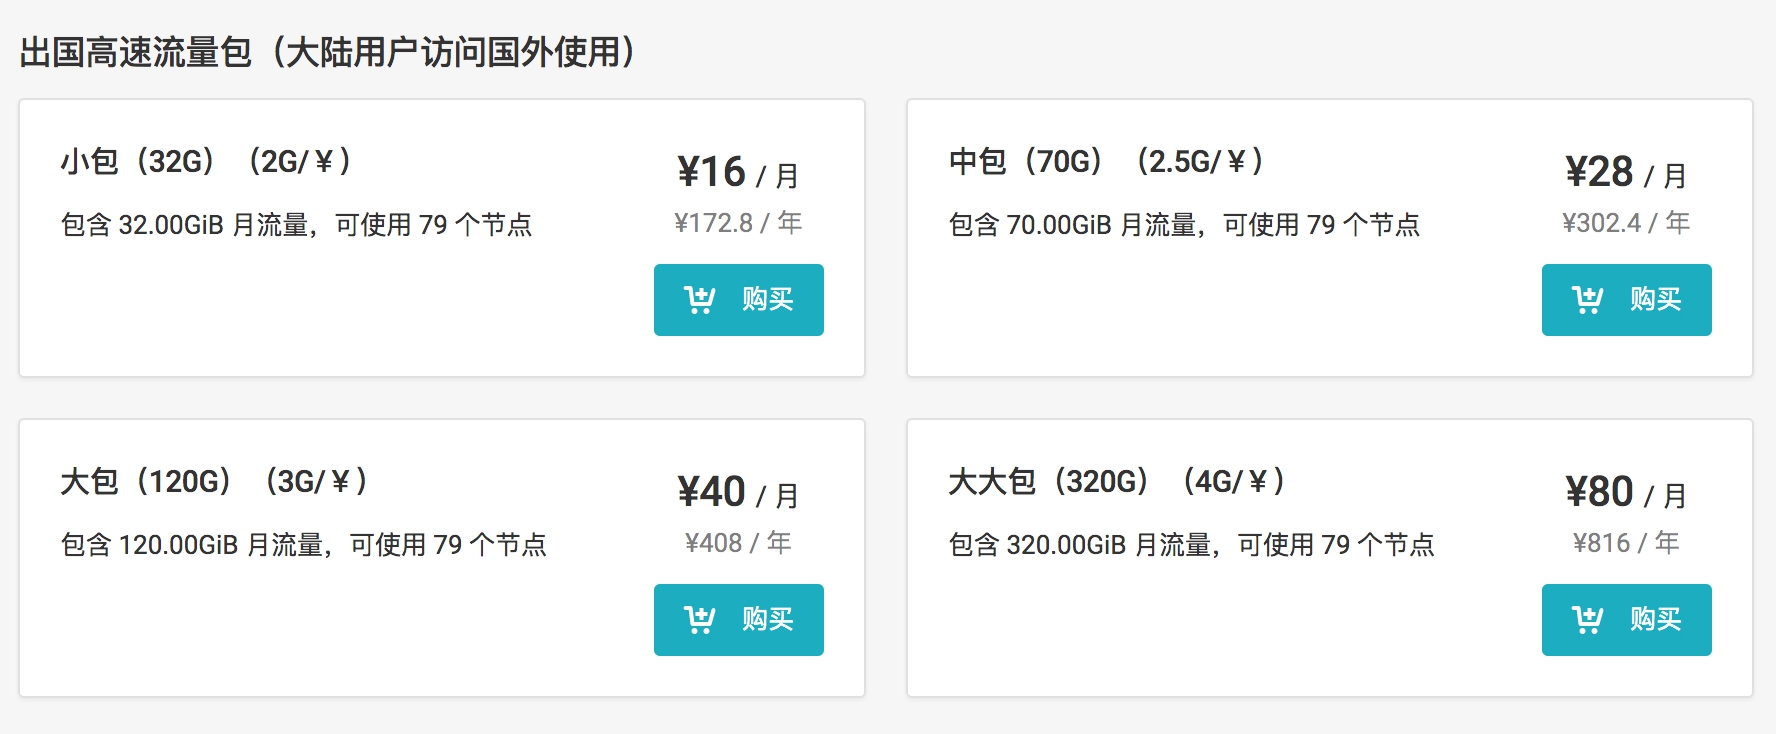 出国高速流量包（大陆用户访问国外使用）
小包（32G）（2G/￥）
¥16 / 月
包含 32.00GiB 月流量，可使用 79 个节点
¥172.8 / 年
购买
中包（70G）（2.5G/￥）
¥28 / 月
包含 70.00GiB 月流量，可使用 79 个节点
¥302.4 / 年
购买
大包（120G）（3G/￥）
¥40 / 月
包含 120.00GiB 月流量，可使用 79 个节点
¥408 / 年
购买
大大包（320G）（4G/￥）
¥80 / 月
包含 320.00GiB 月流量，可使用 79 个节点
¥816 / 年
购买